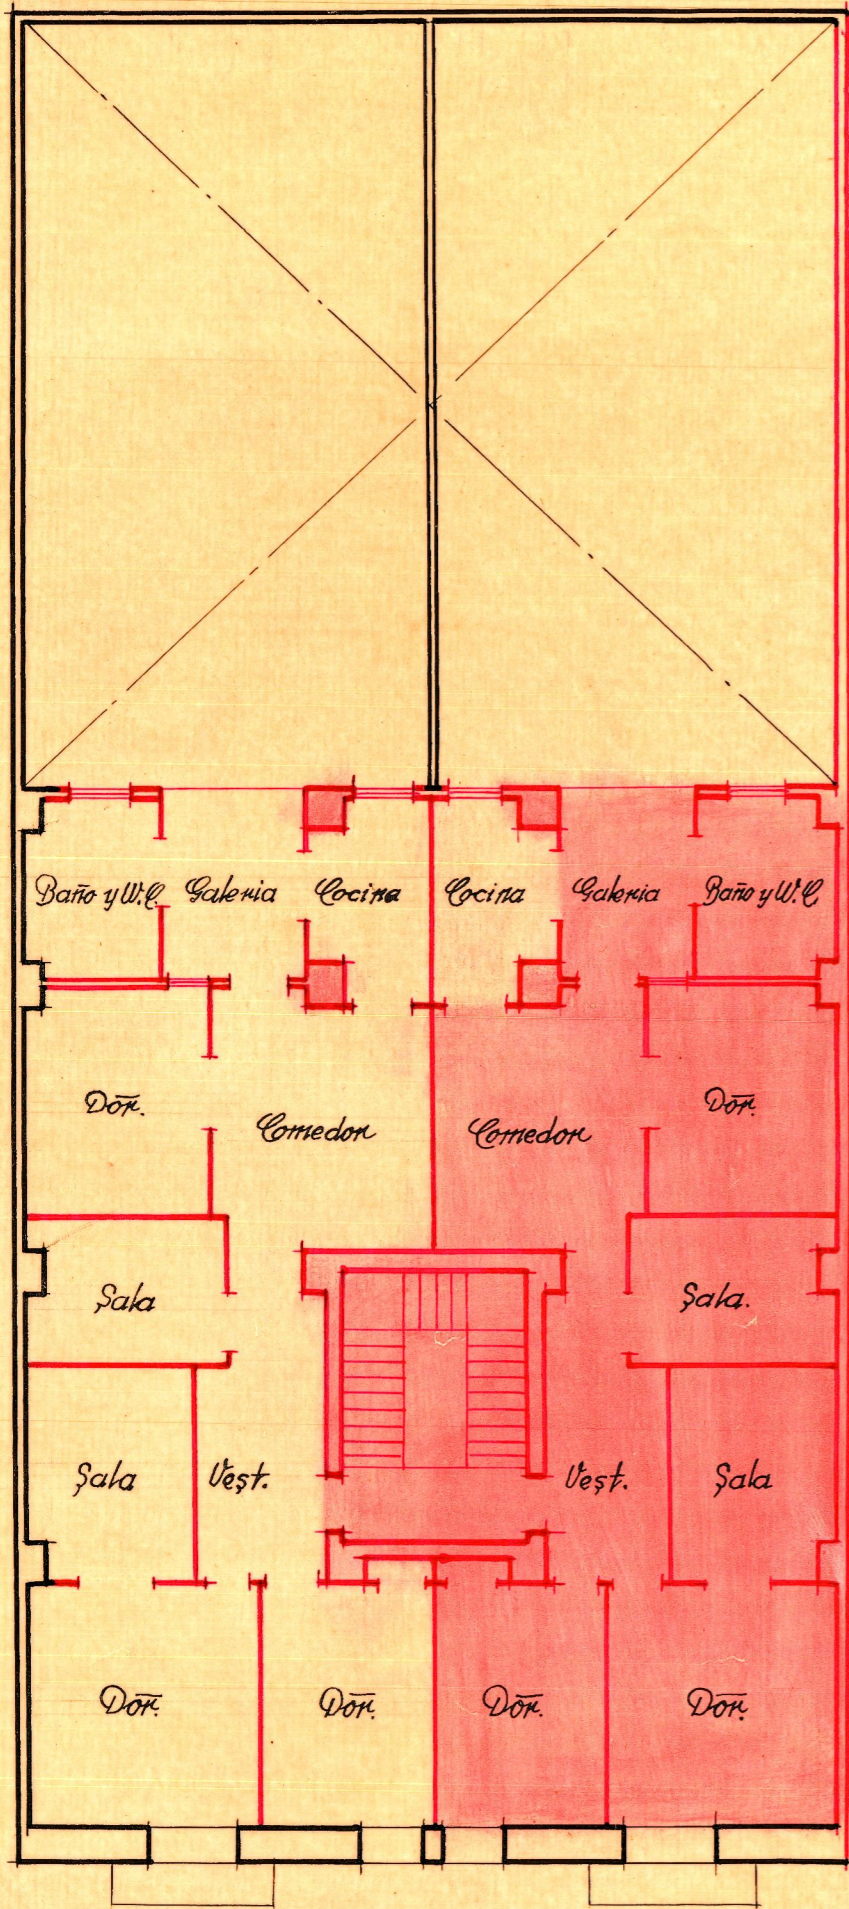 Baño y W.C. Galeria Cocina Cocina Galeria Baño y W.C
Dor. Dor.
Comedor Comedor
Sala Sala.
Sala Vest. Vest. Sala
Dor. Dor. Dor. Dor.